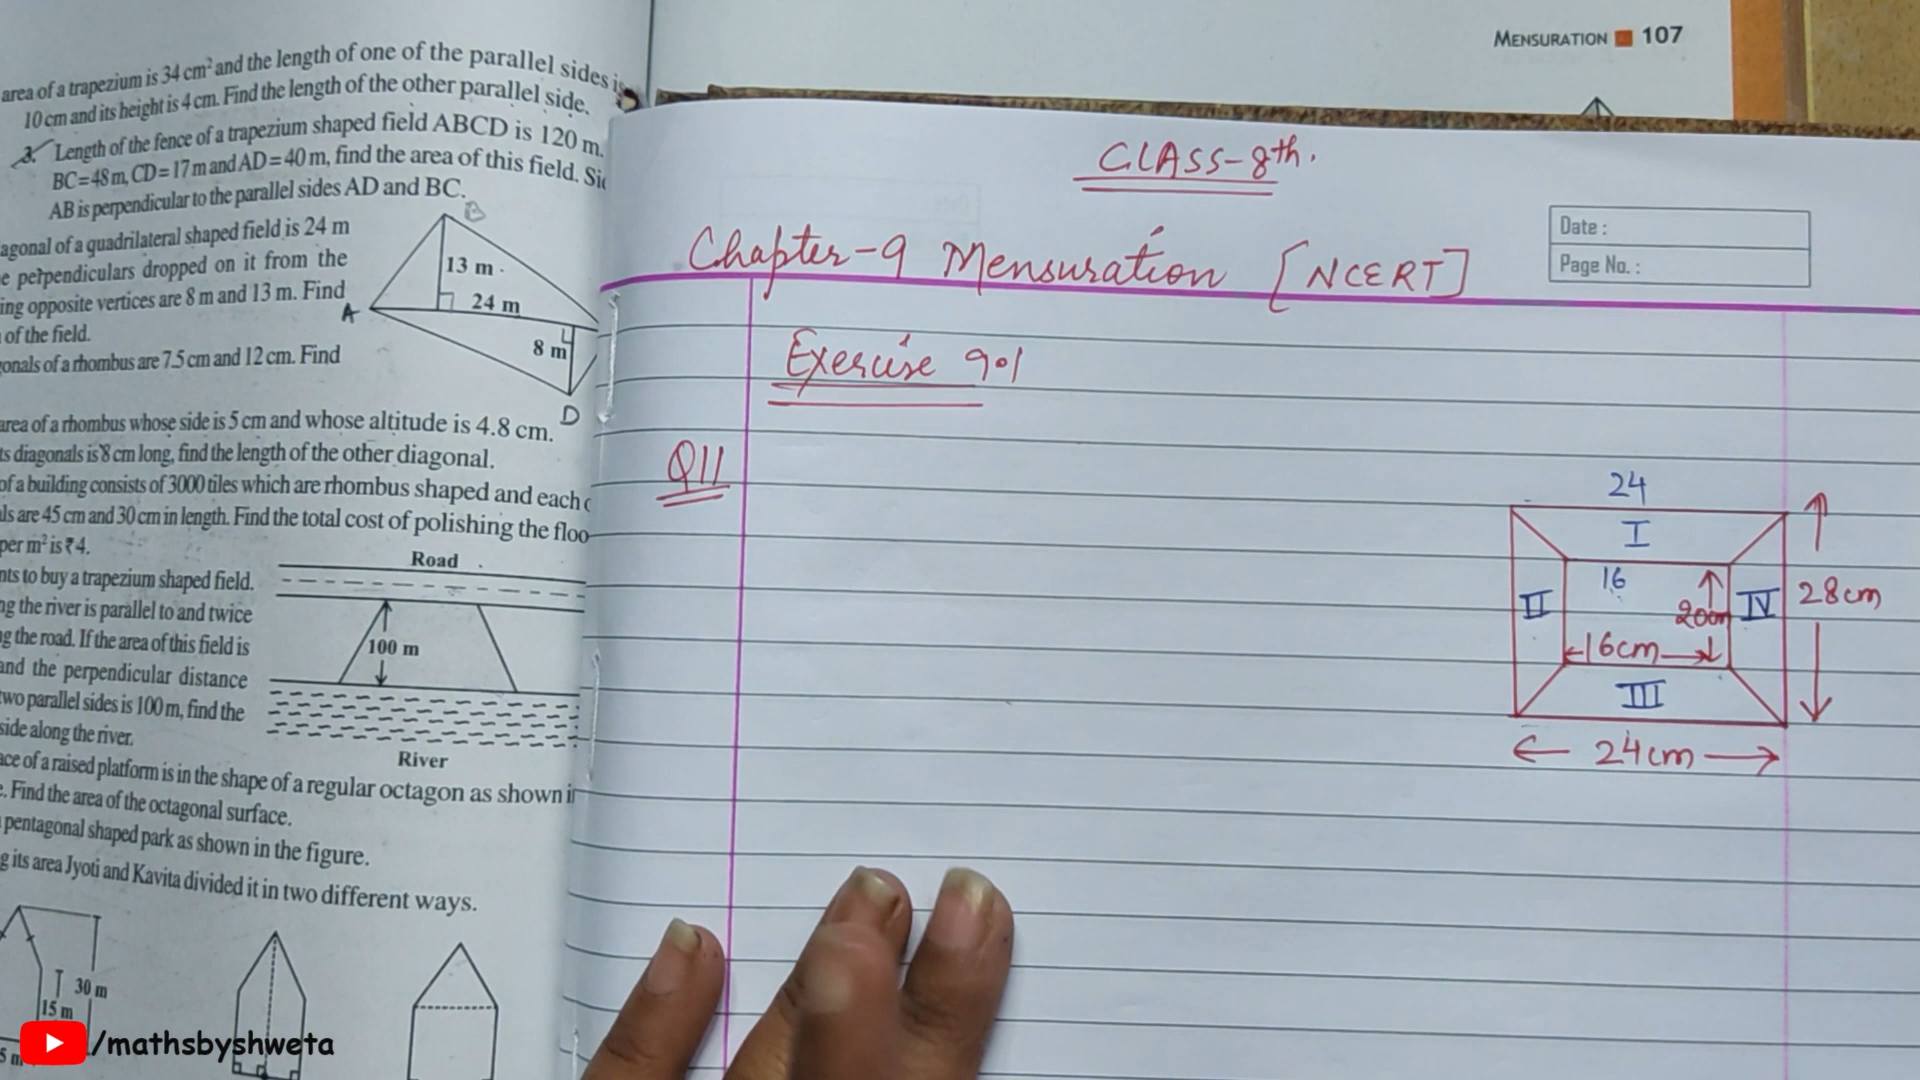 area of a trapezium is 34 cm² and the length of one of the parallel sides is
10 cm and its height is 4 cm. Find the length of the other parallel side.
3. Length of the fence of a trapezium shaped field ABCD is 120 m.
BC = 48 m, CD = 17 m and AD = 40 m, find the area of this field.
AB is perpendicular to the parallel sides AD and BC.
agonal of a quadrilateral shaped field is 24 m
e perpendiculars dropped on it from the
ing opposite vertices are 8 m and 13 m. Find
of the field.
onals of a rhombus are 7.5 cm and 12 cm. Find
B
13 m
24 m
A
8 m
D
area of a rhombus whose side is 5 cm and whose altitude is 4.8 cm.
ts diagonals is 8 cm long, find the length of the other diagonal.
of a building consists of 3000 tiles which are rhombus shaped and each
ls are 45 cm and 30 cm in length. Find the total cost of polishing the floo
per m² is ₹ 4.
nts to buy a trapezium shaped field.
ng the river is parallel to and twice
ng the road. If the area of this field is
and the perpendicular distance
two parallel sides is 100 m, find the
side along the river.
Road
100 m
River
ace of a raised platform is in the shape of a regular octagon as shown i
. Find the area of the octagonal surface.
pentagonal shaped park as shown in the figure.
g its area Jyoti and Kavita divided it in two different ways.
30 m
15 m
5 m
/mathsbyshweta
MENSURATION 107
CLASS-8th.
Date :
Page No. :
Chapter-9 Mensuration [NCERT]
Exercise 9.1
Q11
24
I
16
II
20cm
IV
28cm
16cm
III
24cm